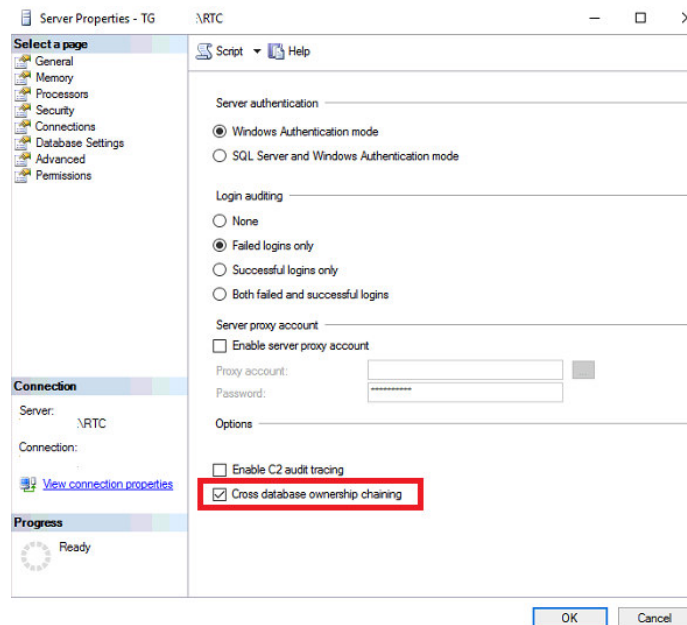 Server Properties - TG \RTC
Select a page
General
Memory
Processors
Security
Connections
Database Settings
Advanced
Permissions
Script Help
Server authentication
Windows Authentication mode
SQL Server and Windows Authentication mode
Login auditing
None
Failed logins only
Successful logins only
Both failed and successful logins
Server proxy account
Enable server proxy account
Proxy account:
Password:
**********
Options
Enable C2 audit tracing
Cross database ownership chaining
Connection
Server:
\RTC
Connection:
View connection properties
Progress
Ready
OK Cancel